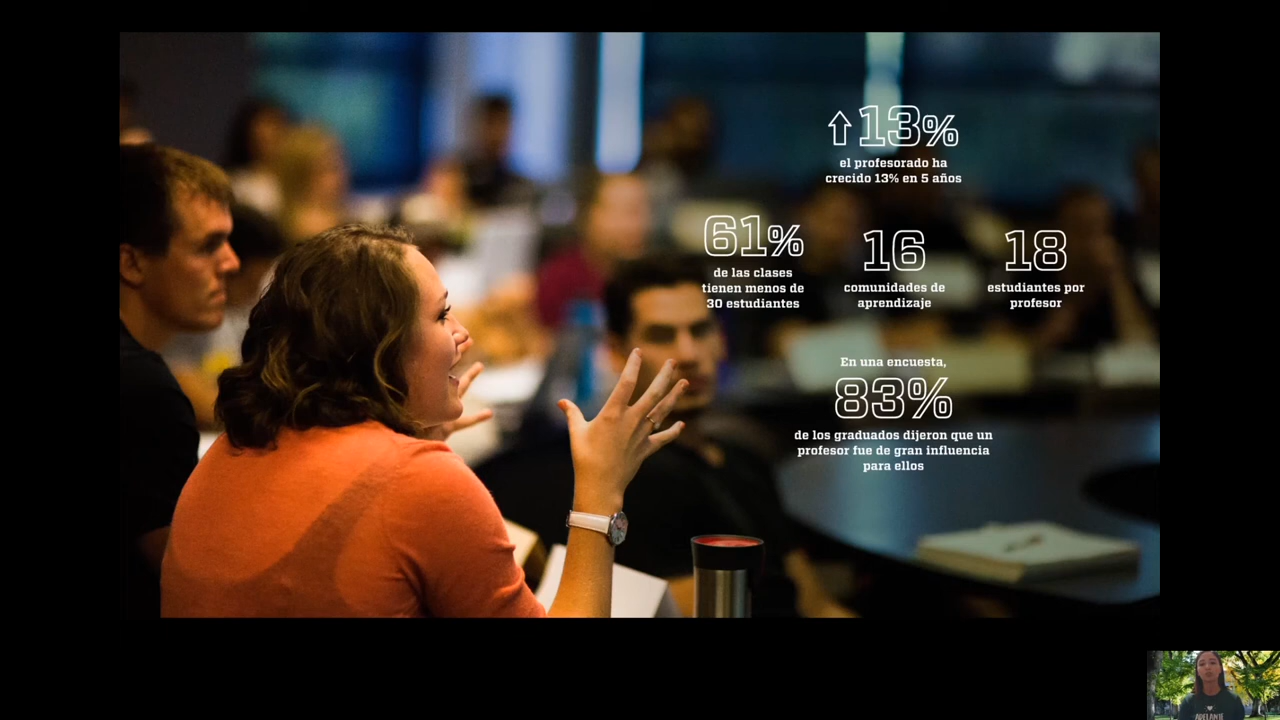 ↑13%
el profesorado ha
crecido 13% en 5 años
61%
de las clases
tienen menos de
30 estudiantes
16
comunidades de
aprendizaje
18
estudiantes por
profesor
En una encuesta,
83%
de los graduados dijeron que un
profesor fue de gran influencia
para ellos
ADELANTE